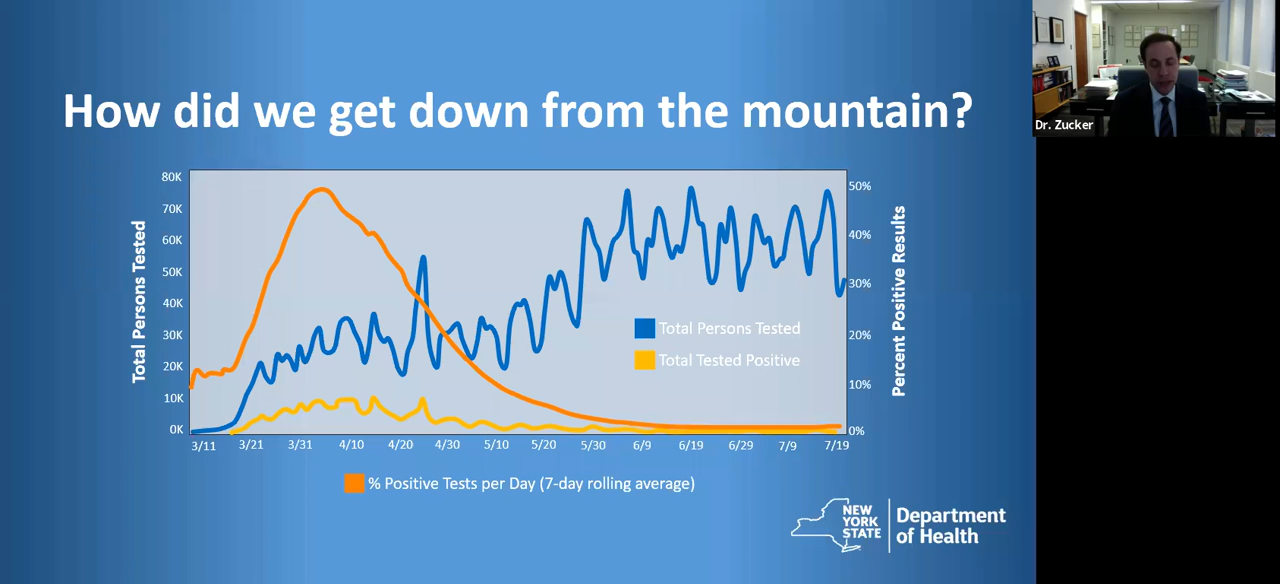 How did we get down from the mountain?
Dr. Zucker
Total Persons Tested
80K
70K
60K
50K
40K
30K
20K
10K
0K
50%
40%
30%
20%
10%
0%
Percent Positive Results
Total Persons Tested
Total Tested Positive
3/11 3/21 3/31 4/10 4/20 4/30 5/10 5/20 5/30 6/9 6/19 6/29 7/9 7/19
% Positive Tests per Day (7-day rolling average)
NEW
YORK
STATE
Department
of Health